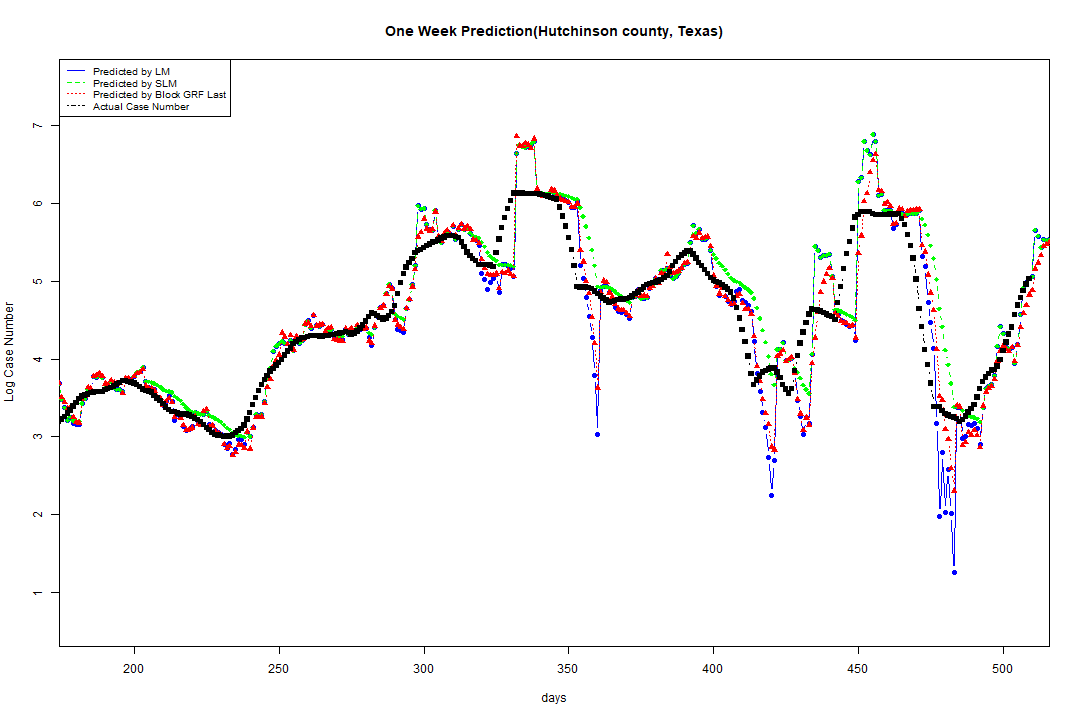 One Week Prediction(Hutchinson county, Texas)
Predicted by LM
Predicted by SLM
Predicted by Block GRF Last
Actual Case Number
7
6
5
4
3
2
1
Log Case Number
200 250 300 350 400 450 500
days